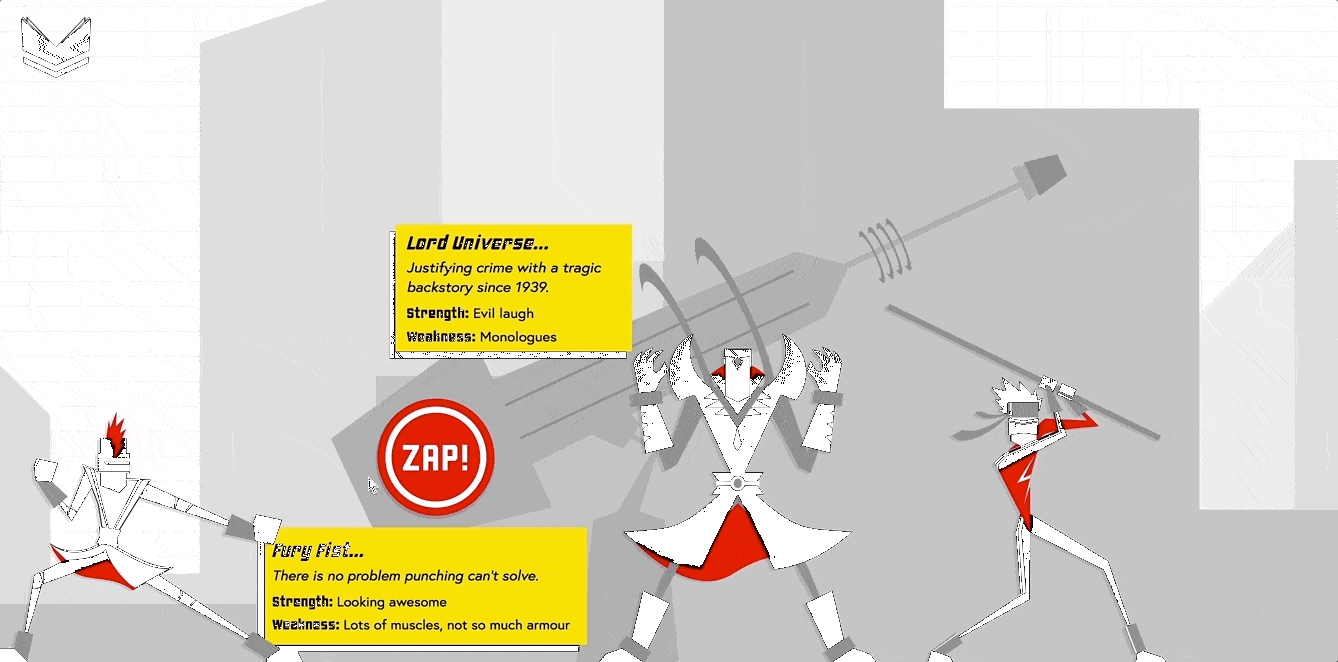 Lord Universe...
Justifying crime with a tragic
backstory since 1939.
Strength: Evil laugh
Weakness: Monologues
ZAP!
Fury Fist...
There is no problem punching can't solve.
Strength: Looking awesome
Weakness: Lots of muscles, not so much armour